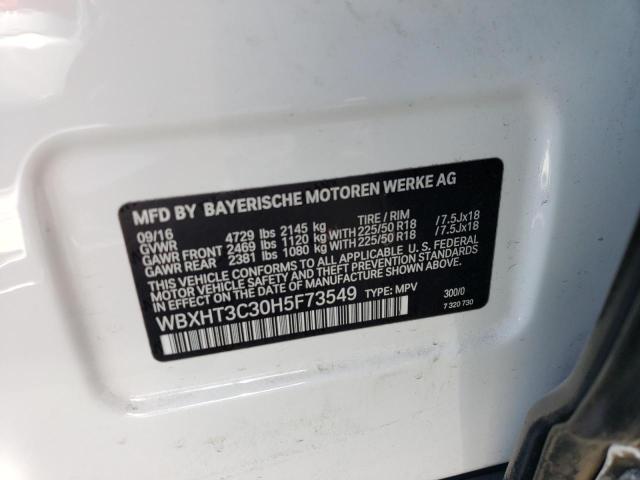 MFD BY BAYERISCHE MOTOREN WERKE AG
09/16 TIRE / RIM
GVWR 4729 lbs 2145 kg
GAWR FRONT 2469 lbs 1120 kg WITH 225/50 R18 /7.5Jx18
GAWR REAR 2381 lbs 1080 kg WITH 225/50 R18 /7.5Jx18
THIS VEHICLE CONFORMS TO ALL APPLICABLE U.S. FEDERAL
MOTOR VEHICLE SAFETY AND THEFT PREVENTION STANDARDS
IN EFFECT ON THE DATE OF MANUFACTURE SHOWN ABOVE.
WBXHT3C30H5F73549 TYPE: MPV 300/0
7 320 730